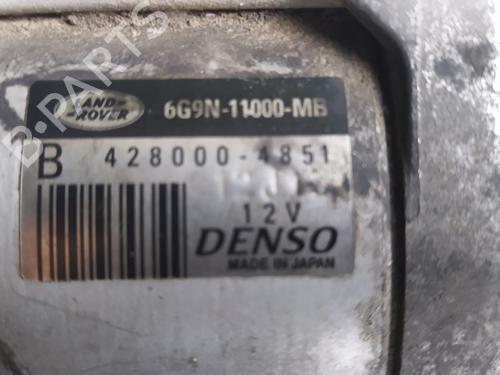 B-PARTS
LAND-
-ROVER
6G9N-11000-MB
B 428000-4851
12V
DENSO
MADE IN JAPAN